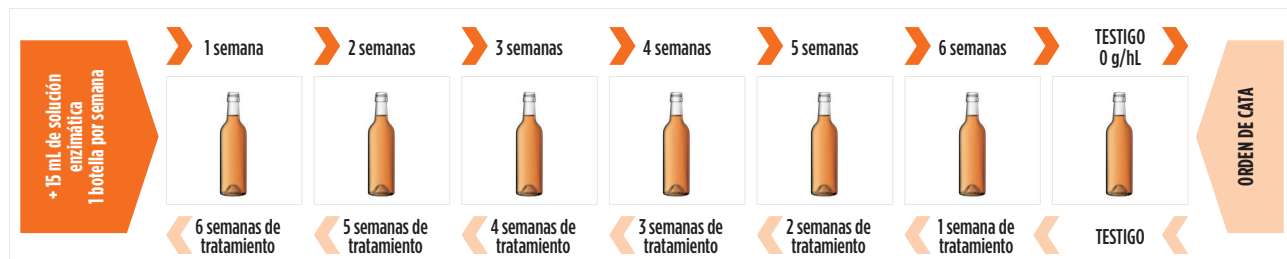 + 15 mL de solución
enzimática
1 botella por semana
1 semana
2 semanas
3 semanas
4 semanas
5 semanas
6 semanas
TESTIGO
0 g/hL
6 semanas de
tratamiento
5 semanas de
tratamiento
4 semanas de
tratamiento
3 semanas de
tratamiento
2 semanas de
tratamiento
1 semana de
tratamiento
TESTIGO
ORDEN DE CATA